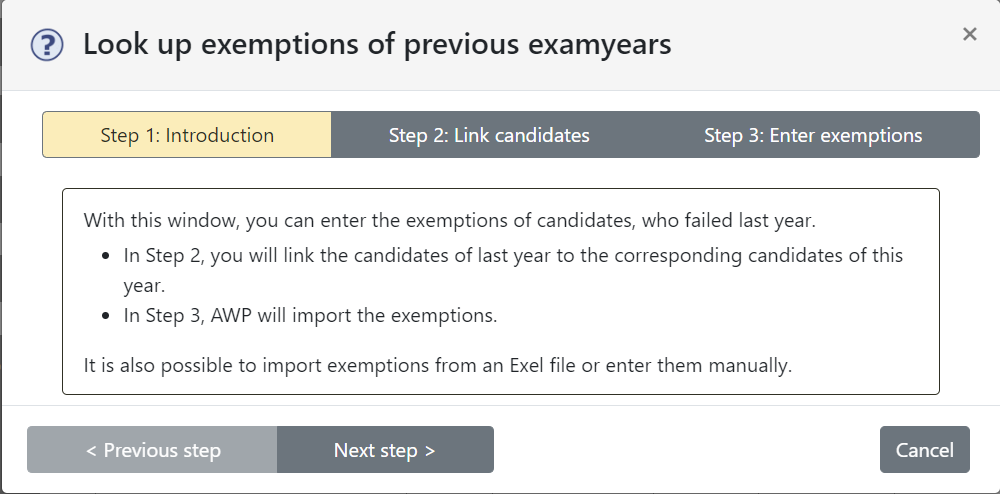 ? Look up exemptions of previous examyears ×
Step 1: Introduction Step 2: Link candidates Step 3: Enter exemptions
With this window, you can enter the exemptions of candidates, who failed last year.
• In Step 2, you will link the candidates of last year to the corresponding candidates of this
year.
• In Step 3, AWP will import the exemptions.
It is also possible to import exemptions from an Exel file or enter them manually.
< Previous step Next step > Cancel